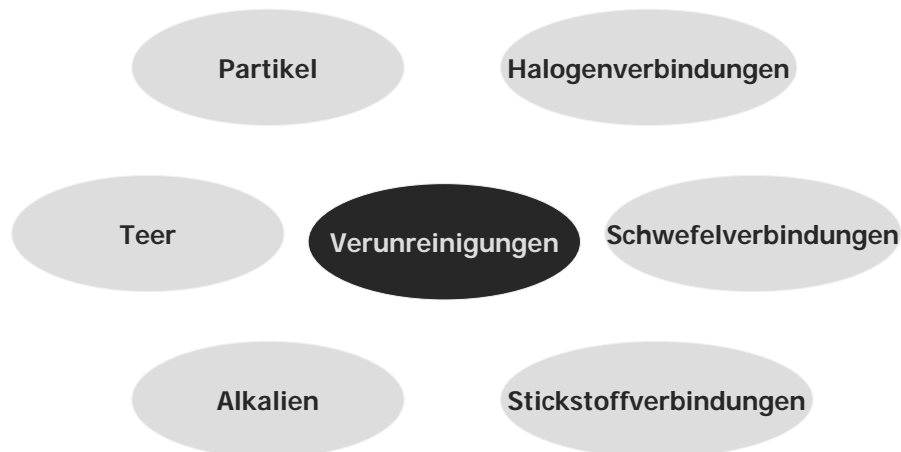 Partikel
Halogenverbindungen
Teer
Verunreinigungen
Schwefelverbindungen
Alkalien
Stickstoffverbindungen